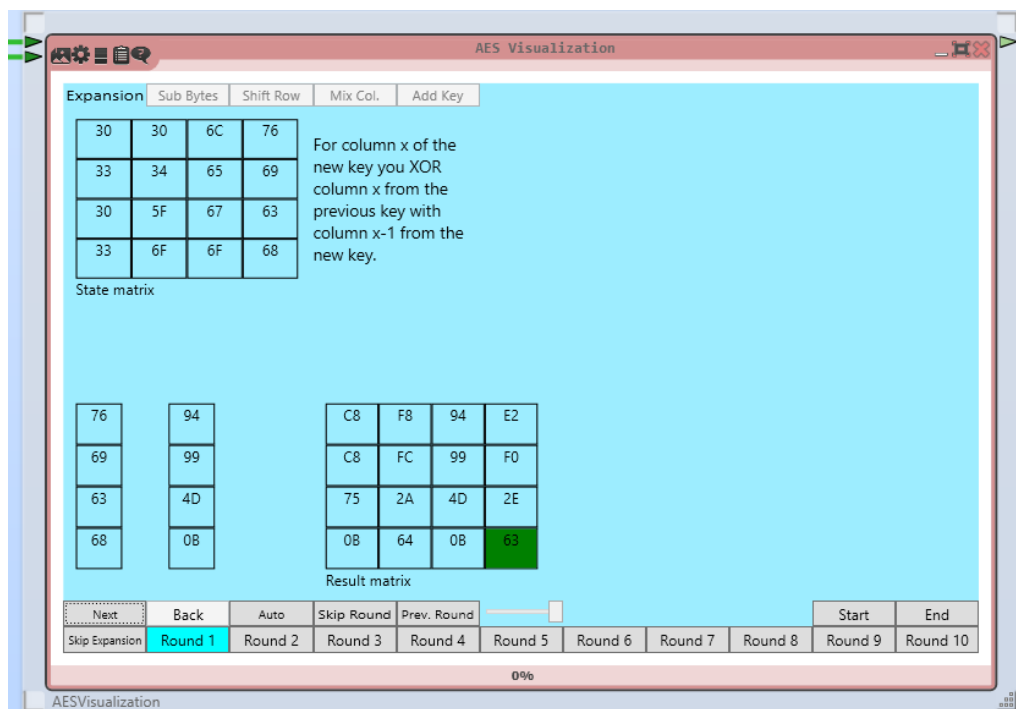 AES Visualization
Expansion Sub Bytes Shift Row Mix Col. Add Key
30 30 6C 76
33 34 65 69
30 5F 67 63
33 6F 6F 68
State matrix
For column x of the
new key you XOR
column x from the
previous key with
column x-1 from the
new key.
76 94 C8 F8 94 E2
69 99 C8 FC 99 F0
63 4D 75 2A 4D 2E
68 0B 0B 64 0B 63
Result matrix
Next Back Auto Skip Round Prev. Round Start End
Skip Expansion Round 1 Round 2 Round 3 Round 4 Round 5 Round 6 Round 7 Round 8 Round 9 Round 10
0%
AESVisualization